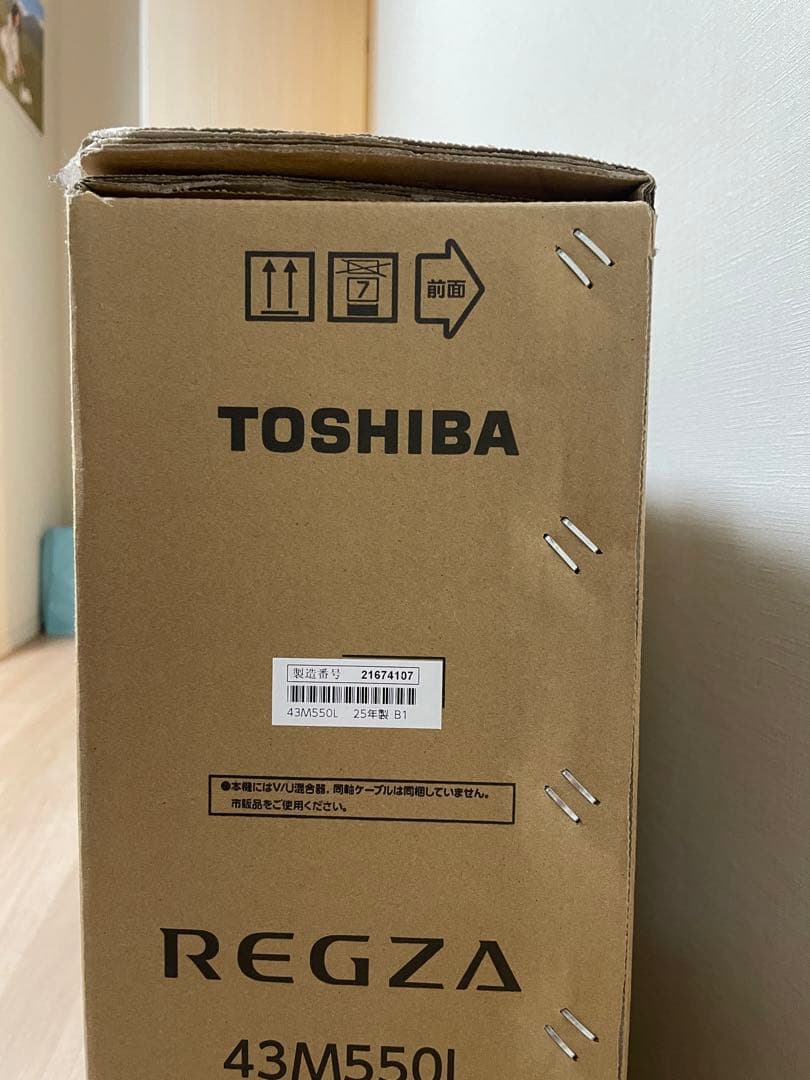 7
前面
TOSHIBA
製造番号 21674107
43M550L 25年製 B1
●本機にはV/U混合器，同軸ケーブルは同梱していません。
市販品をご使用ください。
REGZA
43M550L